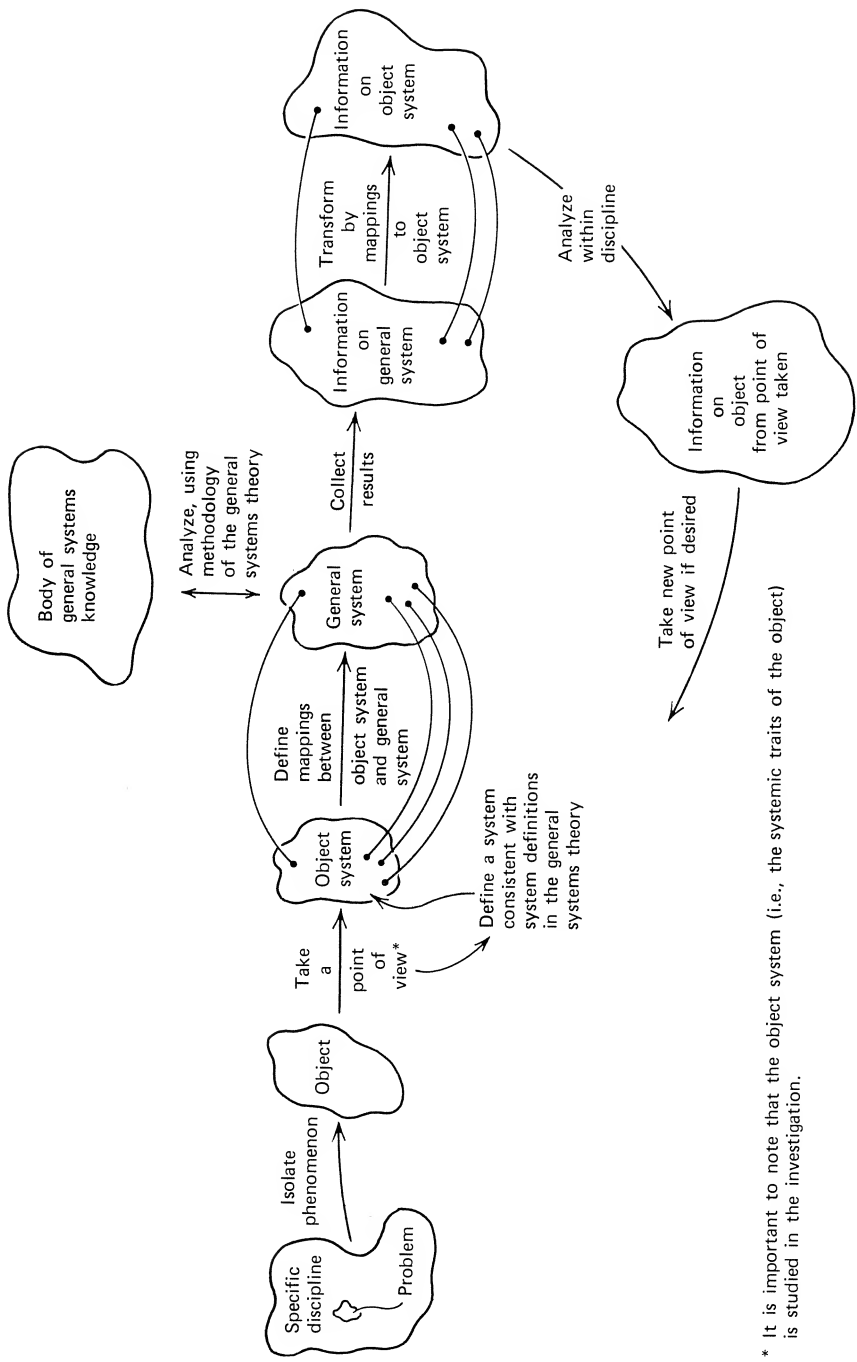 Specific
discipline
Problem
Isolate
phenomenon
Object
Take
a
point
of
view*
Define a system
consistent with
system definitions
in the general
systems theory
Object
system
Define
mappings
between
object system
and general
system
General
system
Body of
general systems
knowledge
Analyze, using
methodology
of the general
systems theory
Collect
results
Information
on
general
system
Transform
by
mappings
to
object
system
Information
on
object
system
Analyze
within
discipline
Information
on
object
from point of
view taken
Take new point
of view if desired
* It is important to note that the object system (i.e., the systemic traits of the object)
is studied in the investigation.